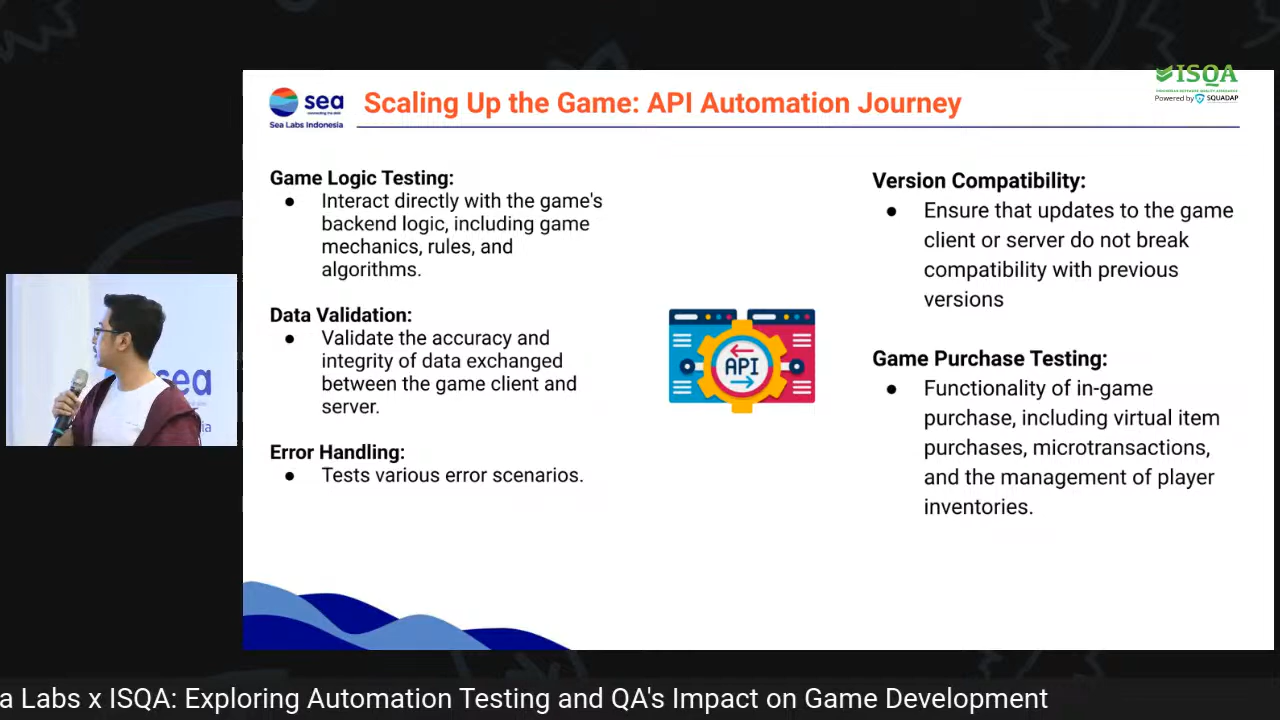 sea
Sea Labs Indonesia
Scaling Up the Game: API Automation Journey
ISQA
Powered by SQUADAP
Game Logic Testing:
● Interact directly with the game's
backend logic, including game
mechanics, rules, and
algorithms.
Data Validation:
● Validate the accuracy and
integrity of data exchanged
between the game client and
server.
Error Handling:
● Tests various error scenarios.
API
Version Compatibility:
● Ensure that updates to the game
client or server do not break
compatibility with previous
versions
Game Purchase Testing:
● Functionality of in-game
purchase, including virtual item
purchases, microtransactions,
and the management of player
inventories.
sea
ia
a Labs x ISQA: Exploring Automation Testing and QA's Impact on Game Development